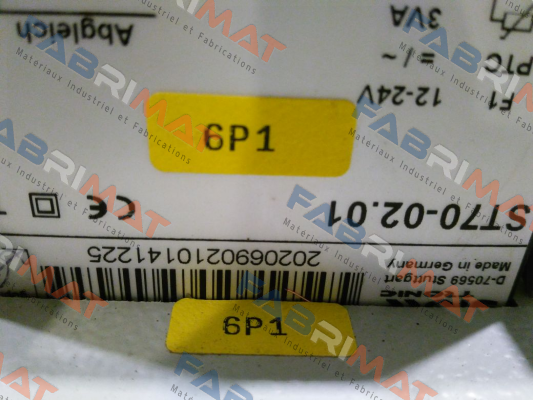 Abgleich
3VA
= / ~
PTC
12-24V
F1
6P1
ST70-02.01
CE
2020690210141225
Made in Germany
D-70569 Stuttgart
6P1
FABRIMAT
Materiaux Industriel et Fabrications